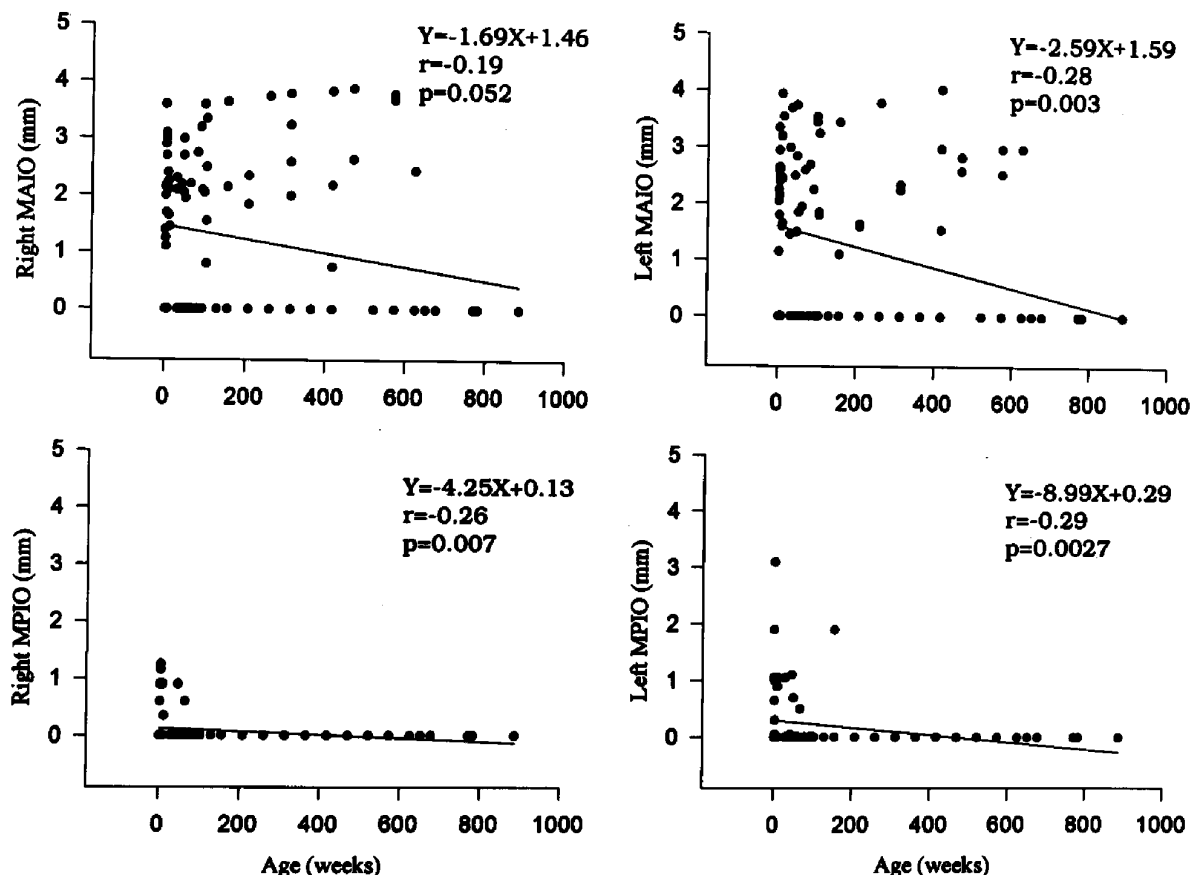 5
4
3
2
1
0
Right MAIO (mm)
Y=-1.69X+1.46
r=-0.19
p=0.052
0 200 400 600 800 1000
5
4
3
2
1
0
Left MAIO (mm)
Y=-2.59X+1.59
r=-0.28
p=0.003
0 200 400 600 800 1000
5
4
3
2
1
0
Right MPIO (mm)
Y=-4.25X+0.13
r=-0.26
p=0.007
0 200 400 600 800 1000
Age (weeks)
5
4
3
2
1
0
Left MPIO (mm)
Y=-8.99X+0.29
r=-0.29
p=0.0027
0 200 400 600 800 1000
Age (weeks)